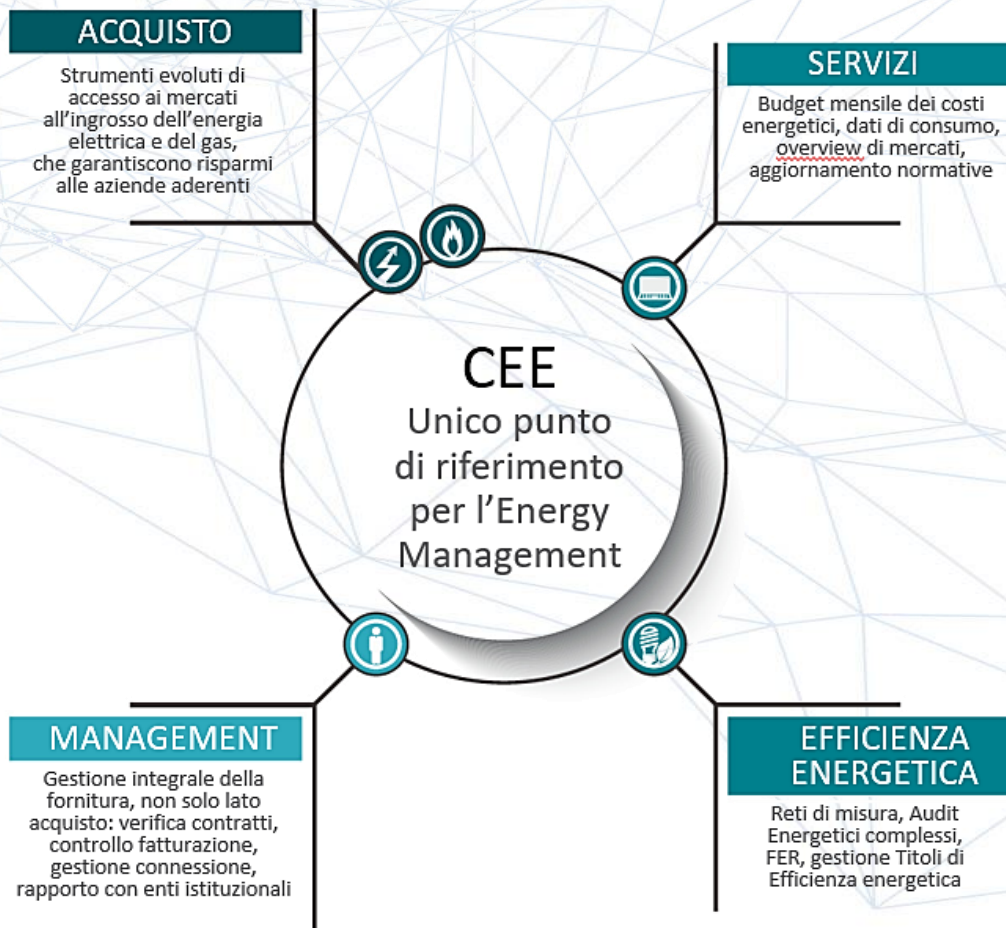 ACQUISTO
Strumenti evoluti di
accesso ai mercati
all'ingrosso dell'energia
elettrica e del gas,
che garantiscono risparmi
alle aziende aderenti
SERVIZI
Budget mensile dei costi
energetici, dati di consumo,
overview di mercati,
aggiornamento normative
CEE
Unico punto
di riferimento
per l'Energy
Management
MANAGEMENT
Gestione integrale della
fornitura, non solo lato
acquisto: verifica contratti,
controllo fatturazione,
gestione connessione,
rapporto con enti istituzionali
EFFICIENZA
ENERGETICA
Reti di misura, Audit
Energetici complessi,
FER, gestione Titoli di
Efficienza energetica